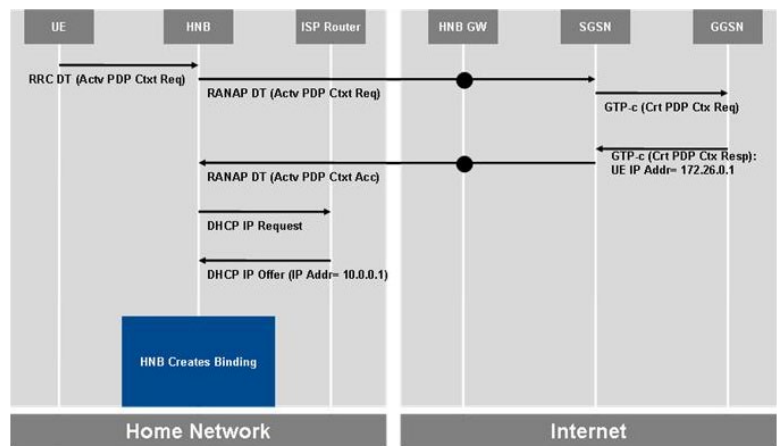 UE
HNB
ISP Router
HNB GW
SGSN
GGSN
RRC DT (Actv PDP Ctxt Req)
RANAP DT (Actv PDP Ctxt Req)
GTP-c (Crt PDP Ctx Req)
GTP-c (Crt PDP Ctx Resp):
UE IP Addr= 172.26.0.1
RANAP DT (Actv PDP Ctxt Acc)
DHCP IP Request
DHCP IP Offer (IP Addr= 10.0.0.1)
HNB Creates Binding
Home Network
Internet